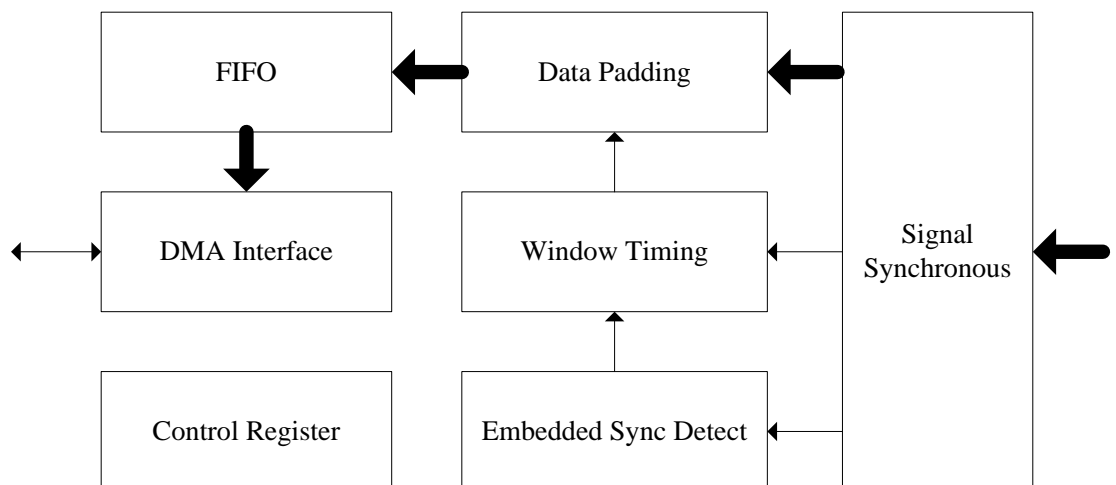 FIFO
Data Padding
DMA Interface
Window Timing
Signal
Synchronous
Control Register
Embedded Sync Detect